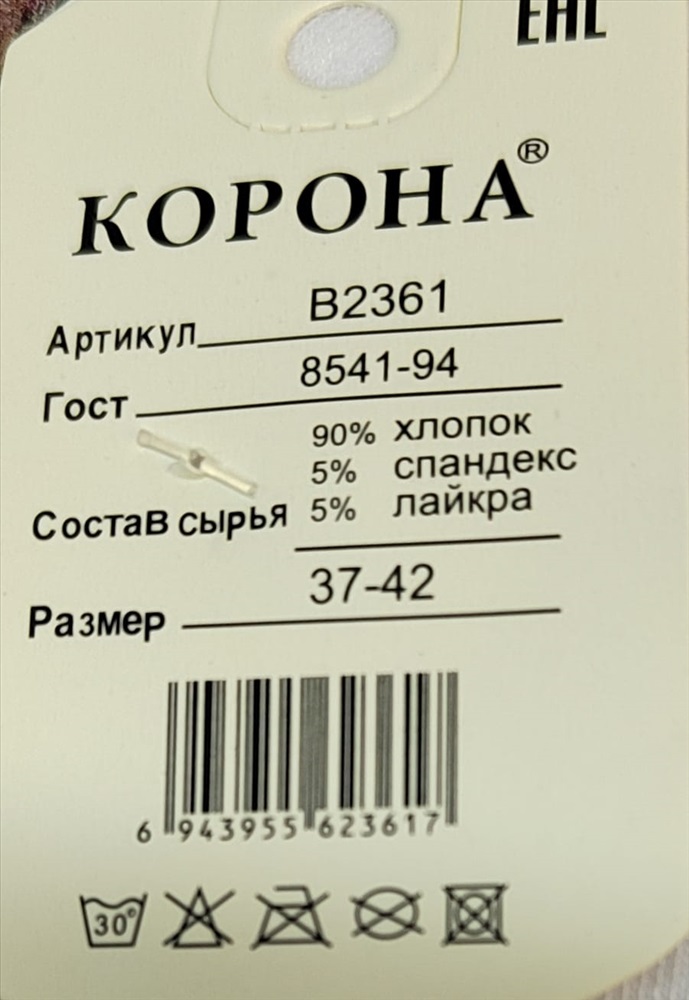 EAC
КОРОНА®
Артикул B2361
Гост 8541-94
90% хлопок
5% спандекс
Состав сырья 5% лайкра
Размер 37-42
6 943955 623617
30°